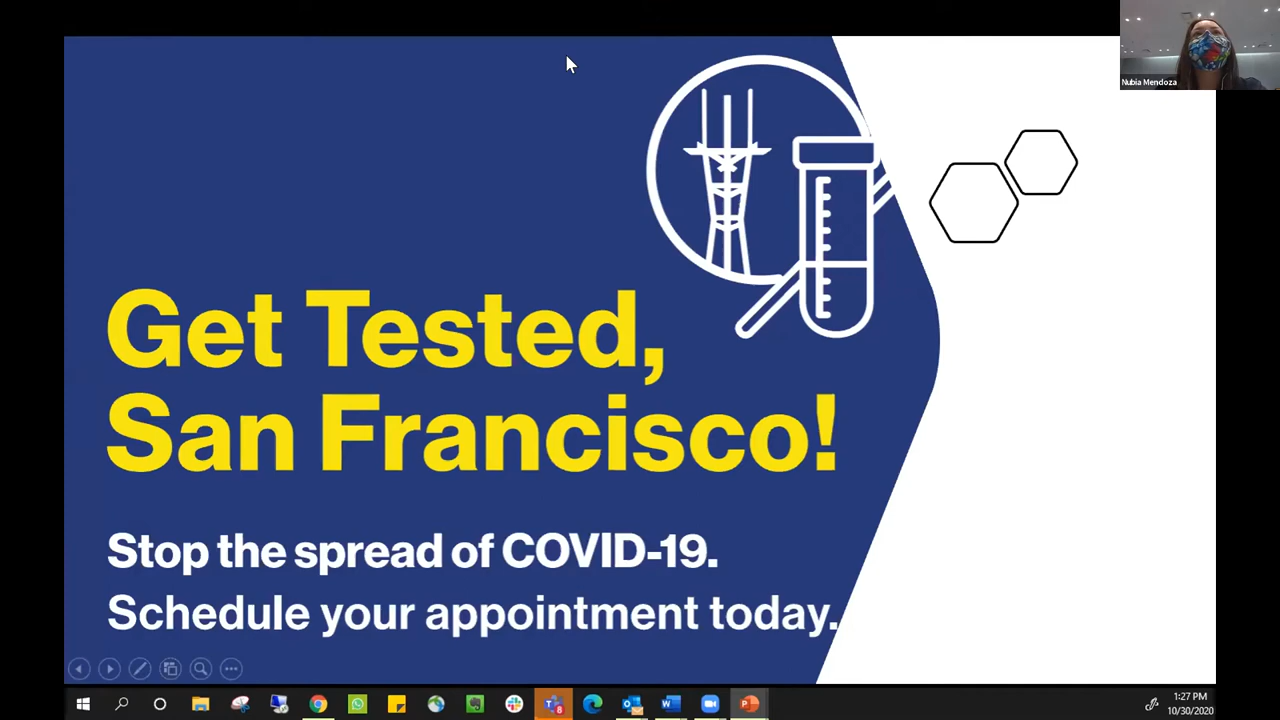 Nubia Mendoza
Get Tested,
San Francisco!
Stop the spread of COVID-19.
Schedule your appointment today.
1:27 PM
10/30/2020